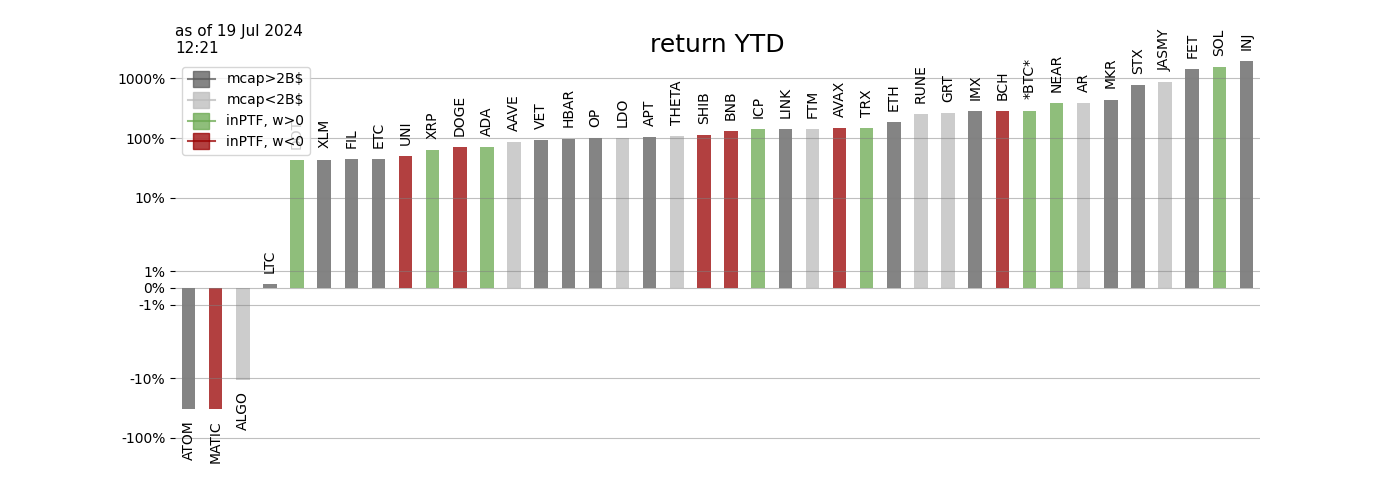 as of 19 Jul 2024
12:21
return YTD
mcap>2B$
mcap<2B$
inPTF, w>0
inPTF, w<0
1000%
100%
10%
1%
0%
-1%
-10%
-100%
ATOM
MATIC
ALGO
LTC
XLM
FIL
ETC
UNI
XRP
DOGE
ADA
AAVE
VET
HBAR
OP
LDO
APT
THETA
SHIB
BNB
ICP
LINK
FTM
AVAX
TRX
ETH
RUNE
GRT
IMX
BCH
*BTC*
NEAR
AR
MKR
STX
JASMY
FET
SOL
INJ